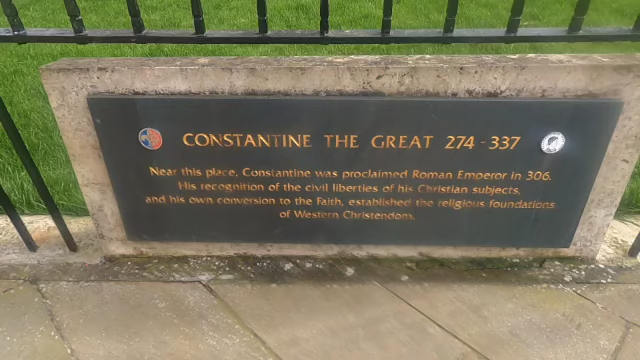 CONSTANTINE THE GREAT 274 - 337
Near this place, Constantine was proclaimed Roman Emperor in 306.
His recognition of the civil liberties of his Christian subjects,
and his own conversion to the Faith, established the religious foundations
of Western Christendom.